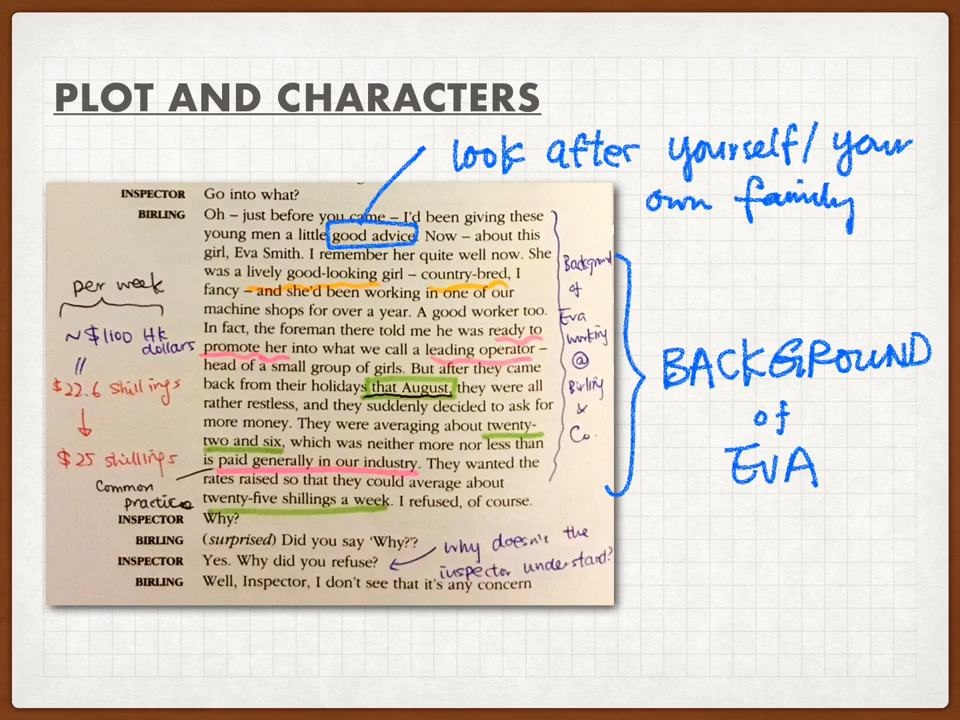 PLOT AND CHARACTERS
look after yourself/your
own family
INSPECTOR Go into what?
BIRLING Oh – just before you came – I'd been giving these
young men a little good advice. Now – about this
girl, Eva Smith. I remember her quite well now. She
was a lively good-looking girl – country-bred, I
fancy – and she'd been working in one of our
machine shops for over a year. A good worker too.
In fact, the foreman there told me he was ready to
promote her into what we call a leading operator –
head of a small group of girls. But after they came
back from their holidays that August, they were all
rather restless, and they suddenly decided to ask for
more money. They were averaging about twenty-
two and six, which was neither more nor less than
is paid generally in our industry. They wanted the
rates raised so that they could average about
twenty-five shillings a week. I refused, of course.
INSPECTOR Why?
BIRLING (surprised) Did you say 'Why?'?
INSPECTOR Yes. Why did you refuse?
BIRLING Well, Inspector, I don't see that it's any concern
per week
~ $1100 HK
dollars
$22.6 shillings
$25 shillings
Common
practice
Background
of
Eva
working
@
Birling
&
Co.
why doesn't the
inspector understand?
BACKGROUND
of
EVA